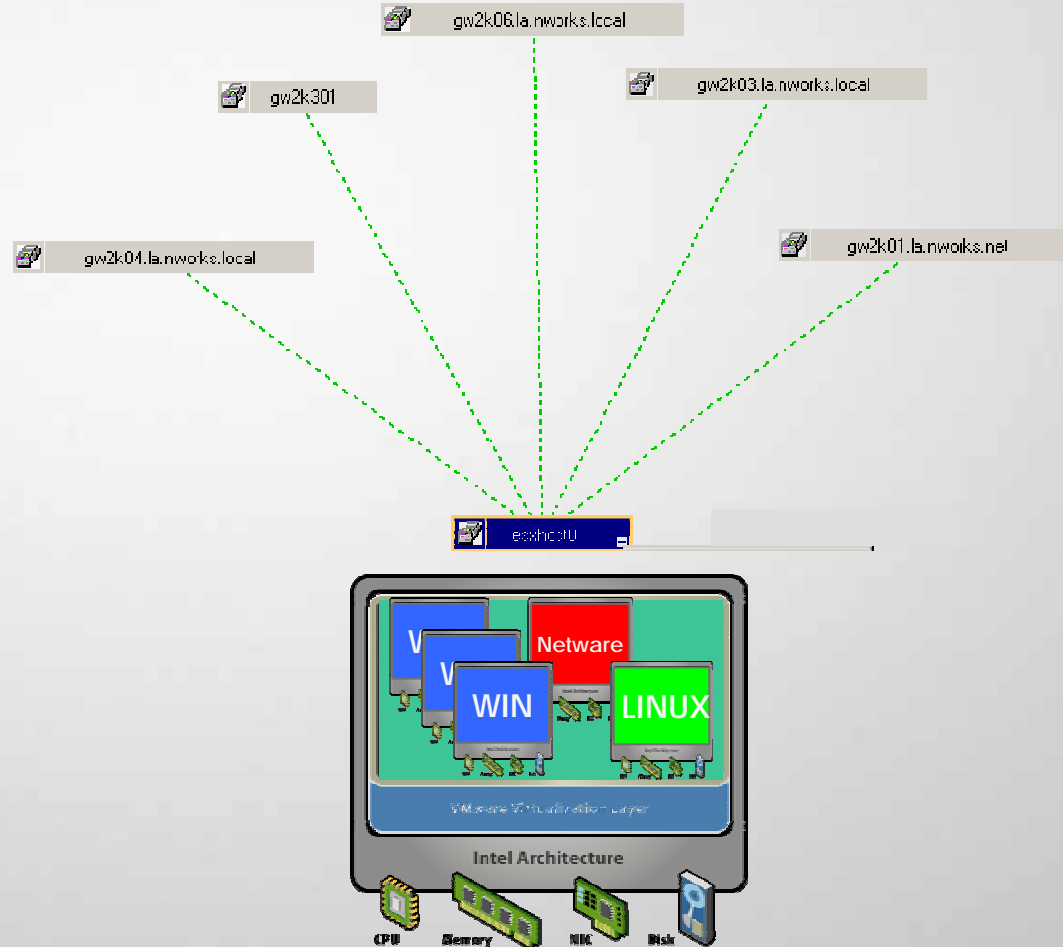 gw2k06.la.nworks.local
gw2k301
gw2k03.la.nworks.local
gw2k04.la.nworks.local
gw2k01.la.nworks.net
esxhost0
W
Netware
W
WIN
LINUX
VMware Virtualization Layer
Intel Architecture
CPU
Memory
NIC
Disk